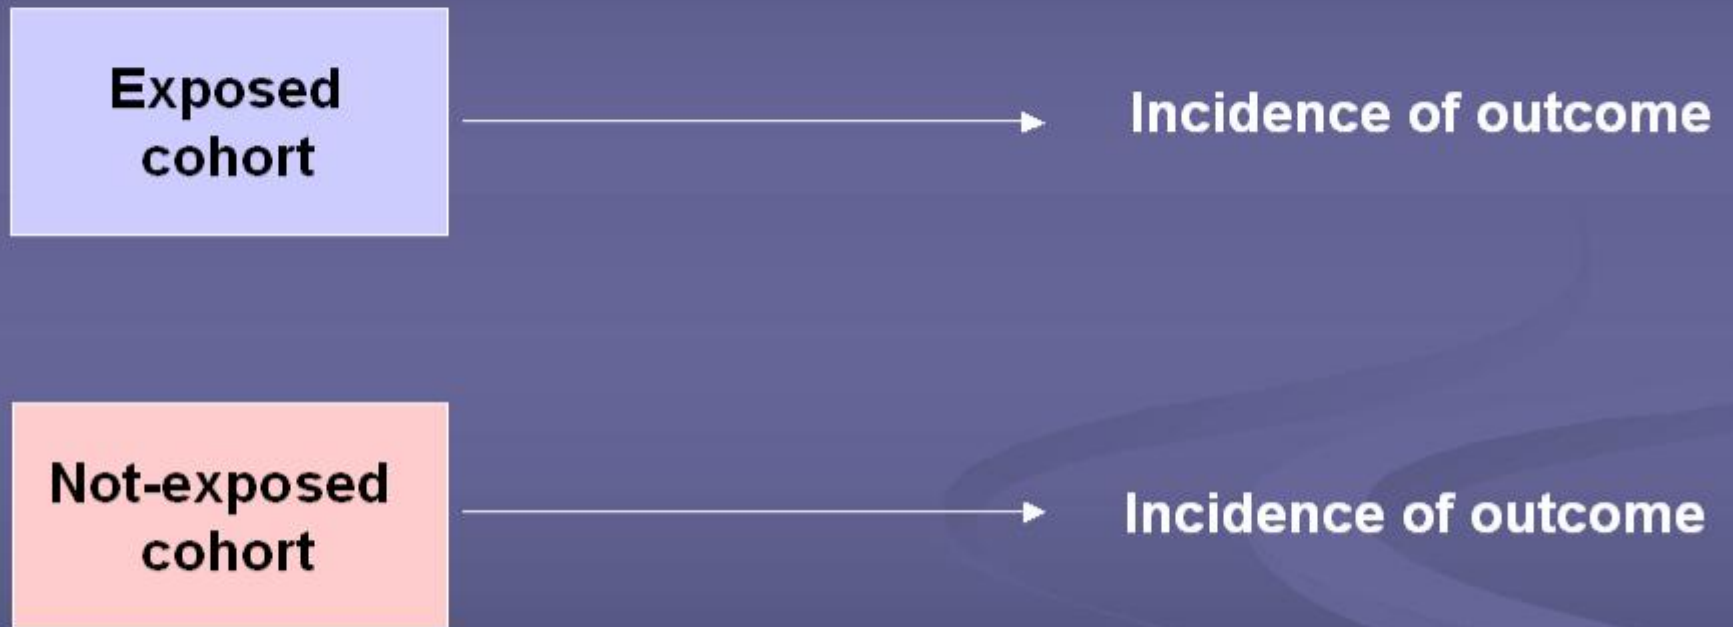 Exposed
cohort
Incidence of outcome
Not-exposed
cohort
Incidence of outcome